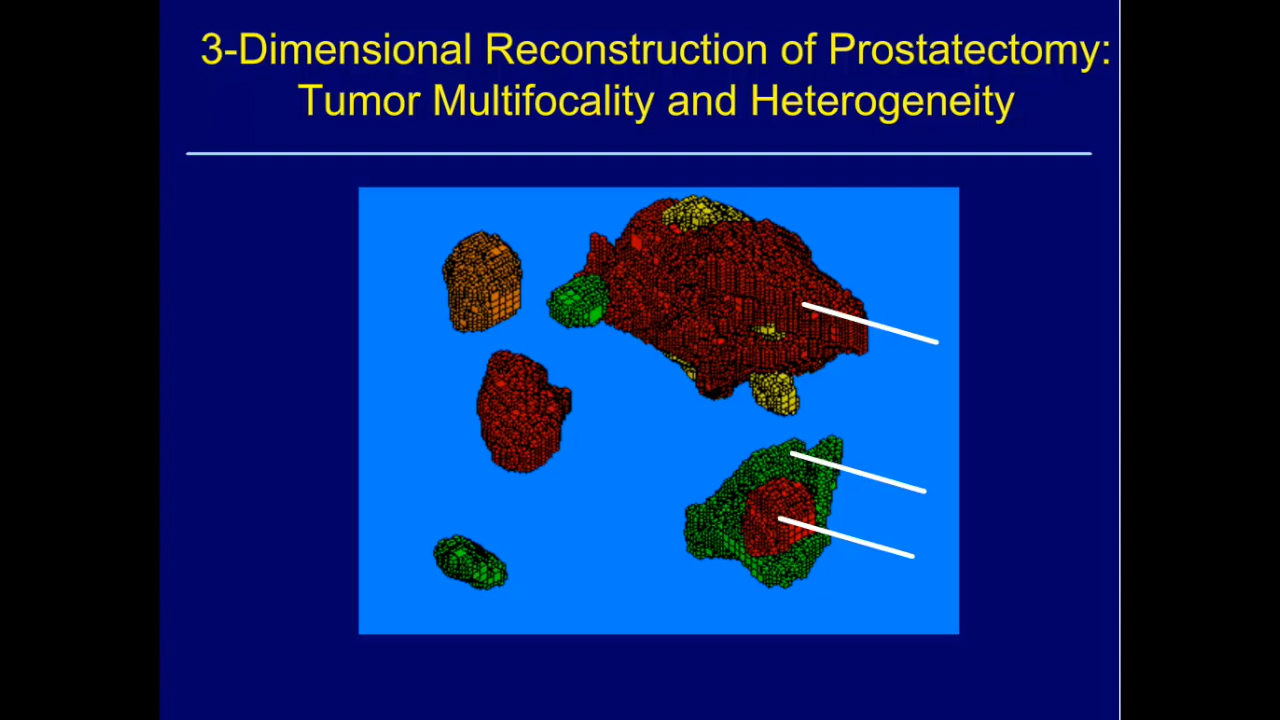 3-Dimensional Reconstruction of Prostatectomy:
Tumor Multifocality and Heterogeneity